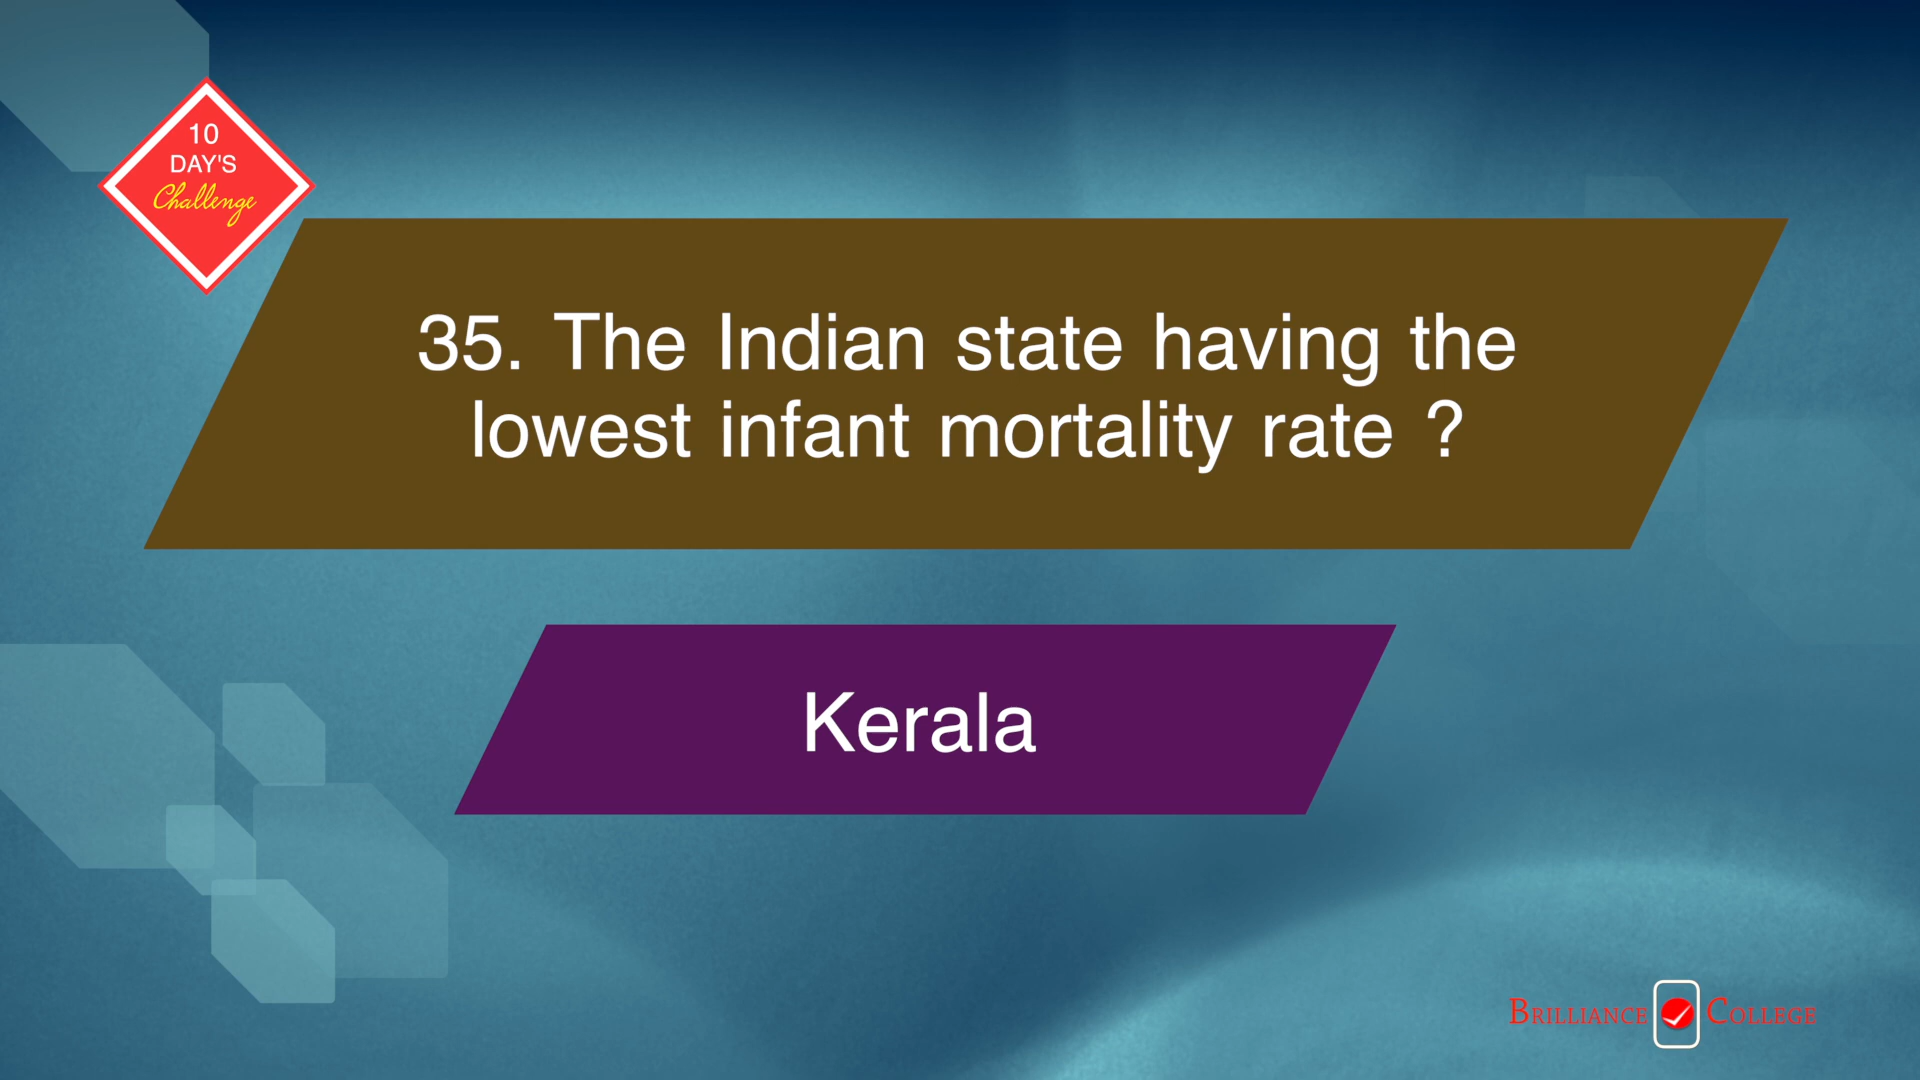 10
DAY'S
Challenge
35. The Indian state having the
lowest infant mortality rate ?
Kerala
BRILLIANCE COLLEGE